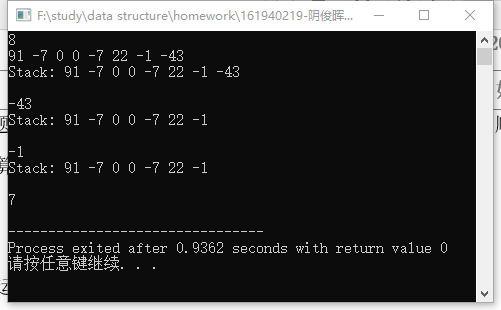 F:\study\data structure\homework\161940219-阴俊晖...
8
91 -7 0 0 -7 22 -1 -43
Stack: 91 -7 0 0 -7 22 -1 -43
-43
Stack: 91 -7 0 0 -7 22 -1
-1
Stack: 91 -7 0 0 -7 22 -1
7
--------------------------------
Process exited after 0.9362 seconds with return value 0
请按任意键继续. . .